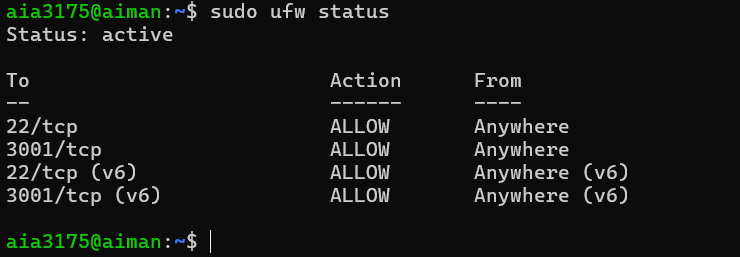 aia3175@aiman:~$ sudo ufw status
Status: active
To Action From
-- ------ ----
22/tcp ALLOW Anywhere
3001/tcp ALLOW Anywhere
22/tcp (v6) ALLOW Anywhere (v6)
3001/tcp (v6) ALLOW Anywhere (v6)
aia3175@aiman:~$